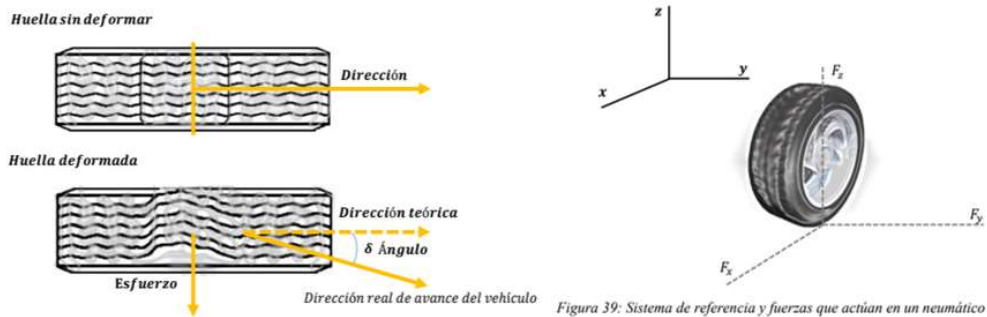 Huella sin deformar
Dirección
Huella deformada
Dirección teórica
δ Ángulo
Esfuerzo
Dirección real de avance del vehículo
z
y
x
F_z
F_y
F_x
Figura 39: Sistema de referencia y fuerzas que actúan en un neumático